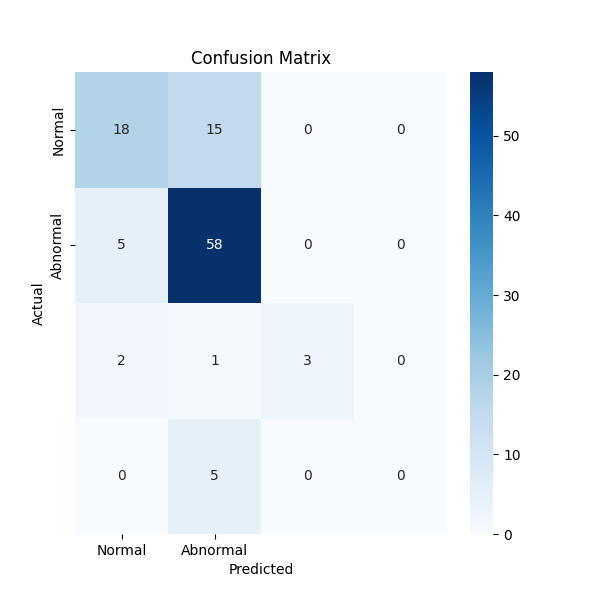 Confusion Matrix
Normal
18 15 0 0
50
Abnormal
5 58 0 0
40
Actual
30
2 1 3 0
20
0 5 0 0
10
0
Normal Abnormal
Predicted